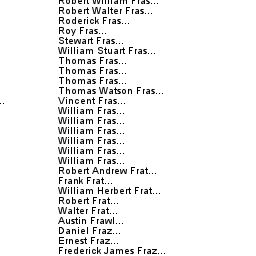 Robert William Fras...
Robert Walter Fras...
Roderick Fras...
Roy Fras...
Stewart Fras...
William Stuart Fras...
Thomas Fras...
Thomas Fras...
Thomas Fras...
Thomas Watson Fras...
..
Vincent Fras...
William Fras...
William Fras...
William Fras...
William Fras...
William Fras...
William Fras...
Robert Andrew Frat...
Frank Frat...
William Herbert Frat...
Robert Frat...
Walter Frat...
Austin Frawl...
Daniel Fraz...
Ernest Fraz...
Frederick James Fraz...